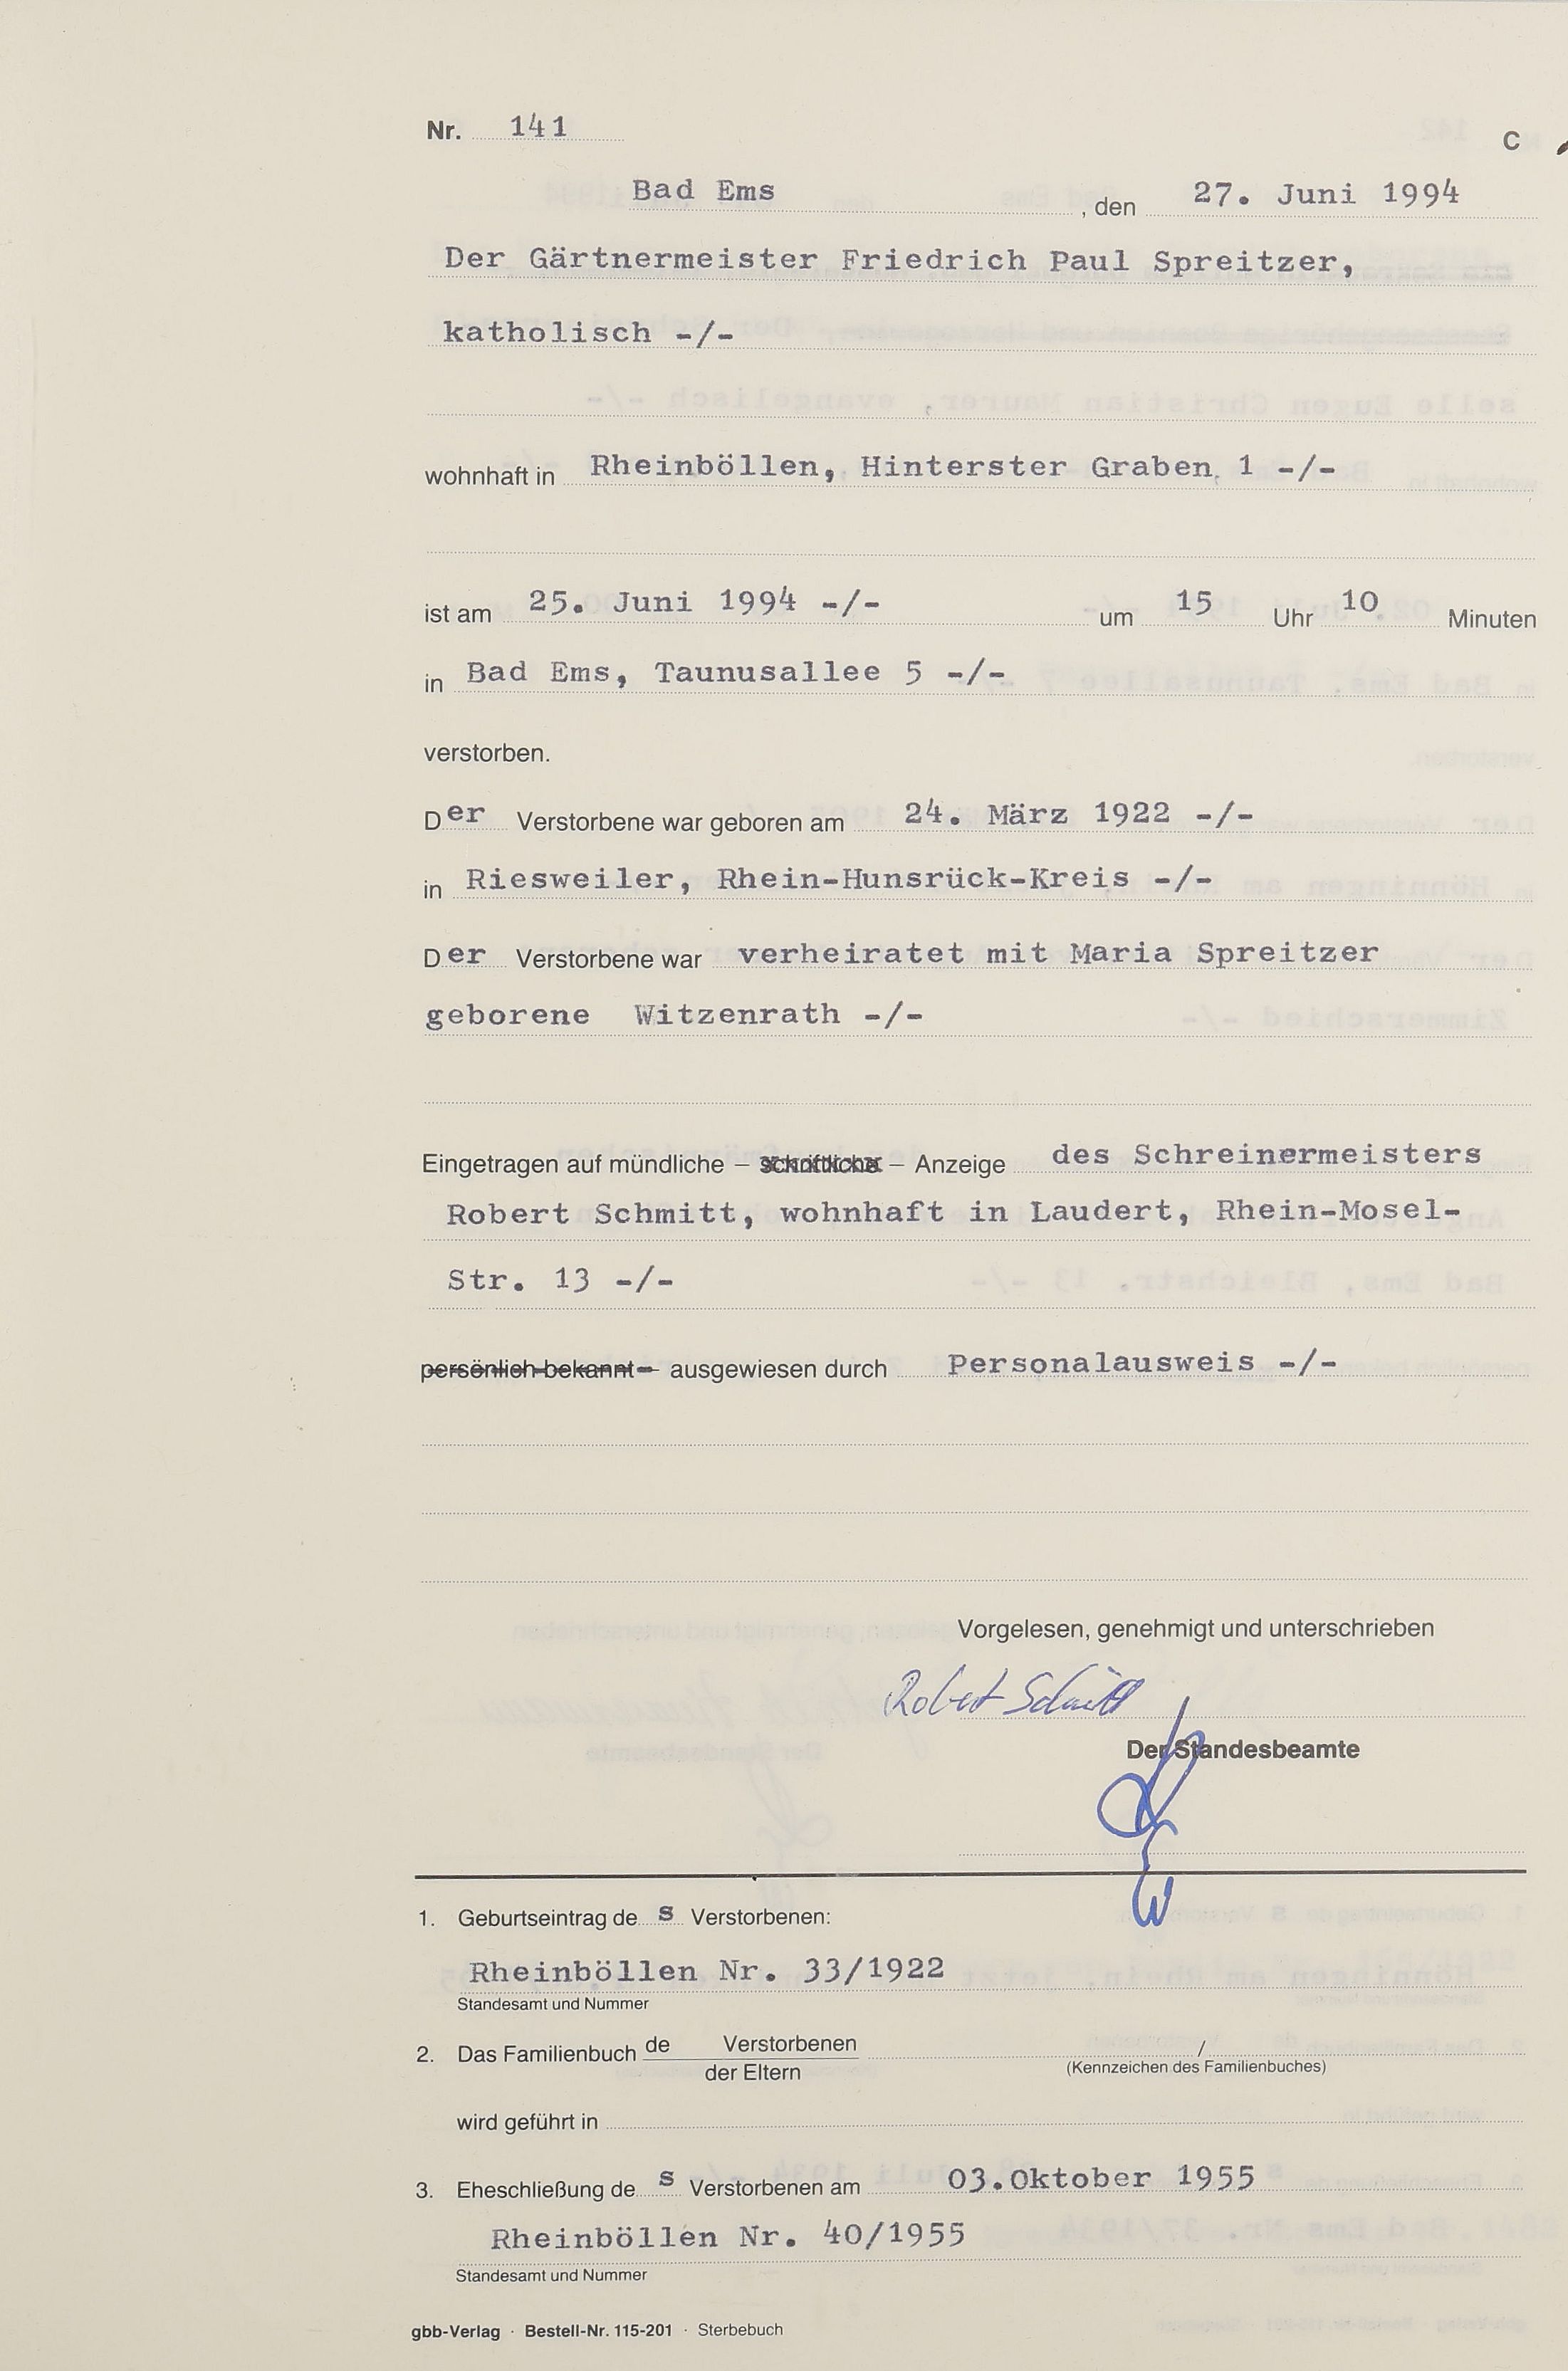 Nr. 141
C
Bad Ems, den 27. Juni 1994
Der Gärtnermeister Friedrich Paul Spreitzer,
katholisch -/-
wohnhaft in Rheinböllen, Hinterster Graben 1 -/-
ist am 25. Juni 1994 -/- um 15 Uhr 10 Minuten
in Bad Ems, Taunusallee 5 -/-
verstorben.
Der Verstorbene war geboren am 24. März 1922 -/-
in Riesweiler, Rhein-Hunsrück-Kreis -/-
Der Verstorbene war verheiratet mit Maria Spreitzer
geborene Witzenrath -/-
Eingetragen auf mündliche – schriftliche – Anzeige des Schreinermeisters
Robert Schmitt, wohnhaft in Laudert, Rhein-Mosel-
Str. 13 -/-
persönlich bekannt – ausgewiesen durch Personalausweis -/-
Vorgelesen, genehmigt und unterschrieben
Robert Schmitt
Der Standesbeamte
1. Geburtseintrag des Verstorbenen:
Rheinböllen Nr. 33/1922
Standesamt und Nummer
2. Das Familienbuch de Verstorbenen /
der Eltern (Kennzeichen des Familienbuches)
wird geführt in
3. Eheschließung des Verstorbenen am 03.Oktober 1955
Rheinböllen Nr. 40/1955
Standesamt und Nummer
gbb-Verlag · Bestell-Nr. 115-201 · Sterbebuch